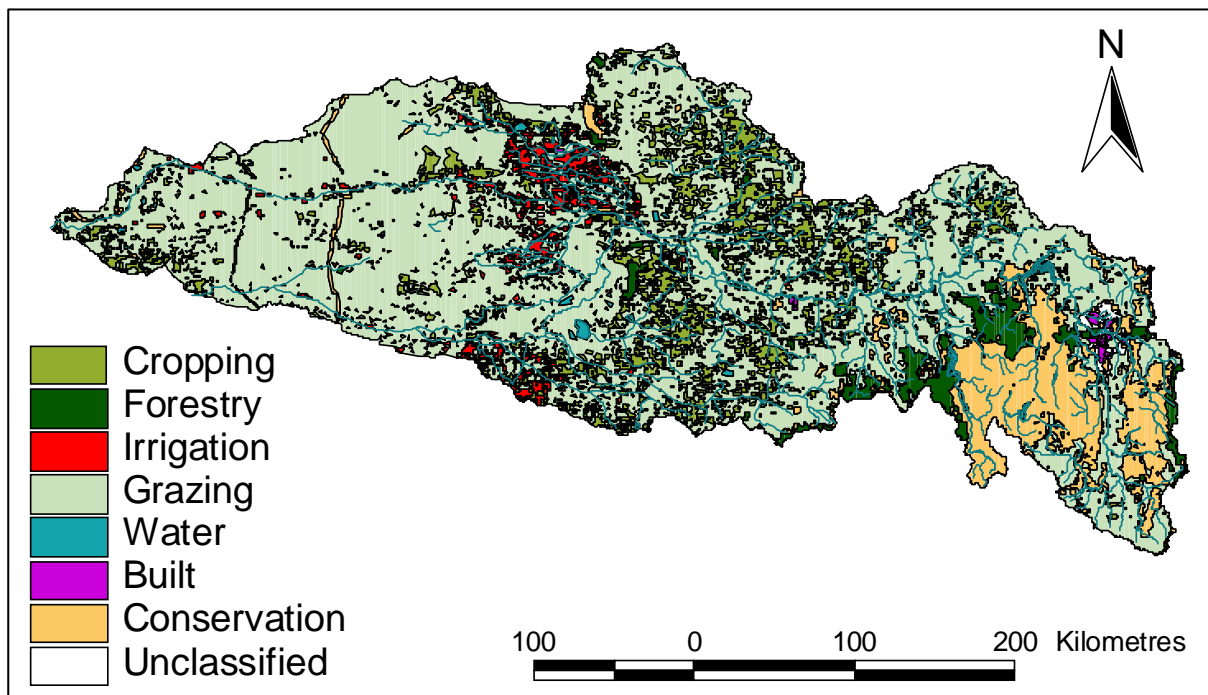 N
Cropping
Forestry
Irrigation
Grazing
Water
Built
Conservation
Unclassified
100 0 100 200 Kilometres